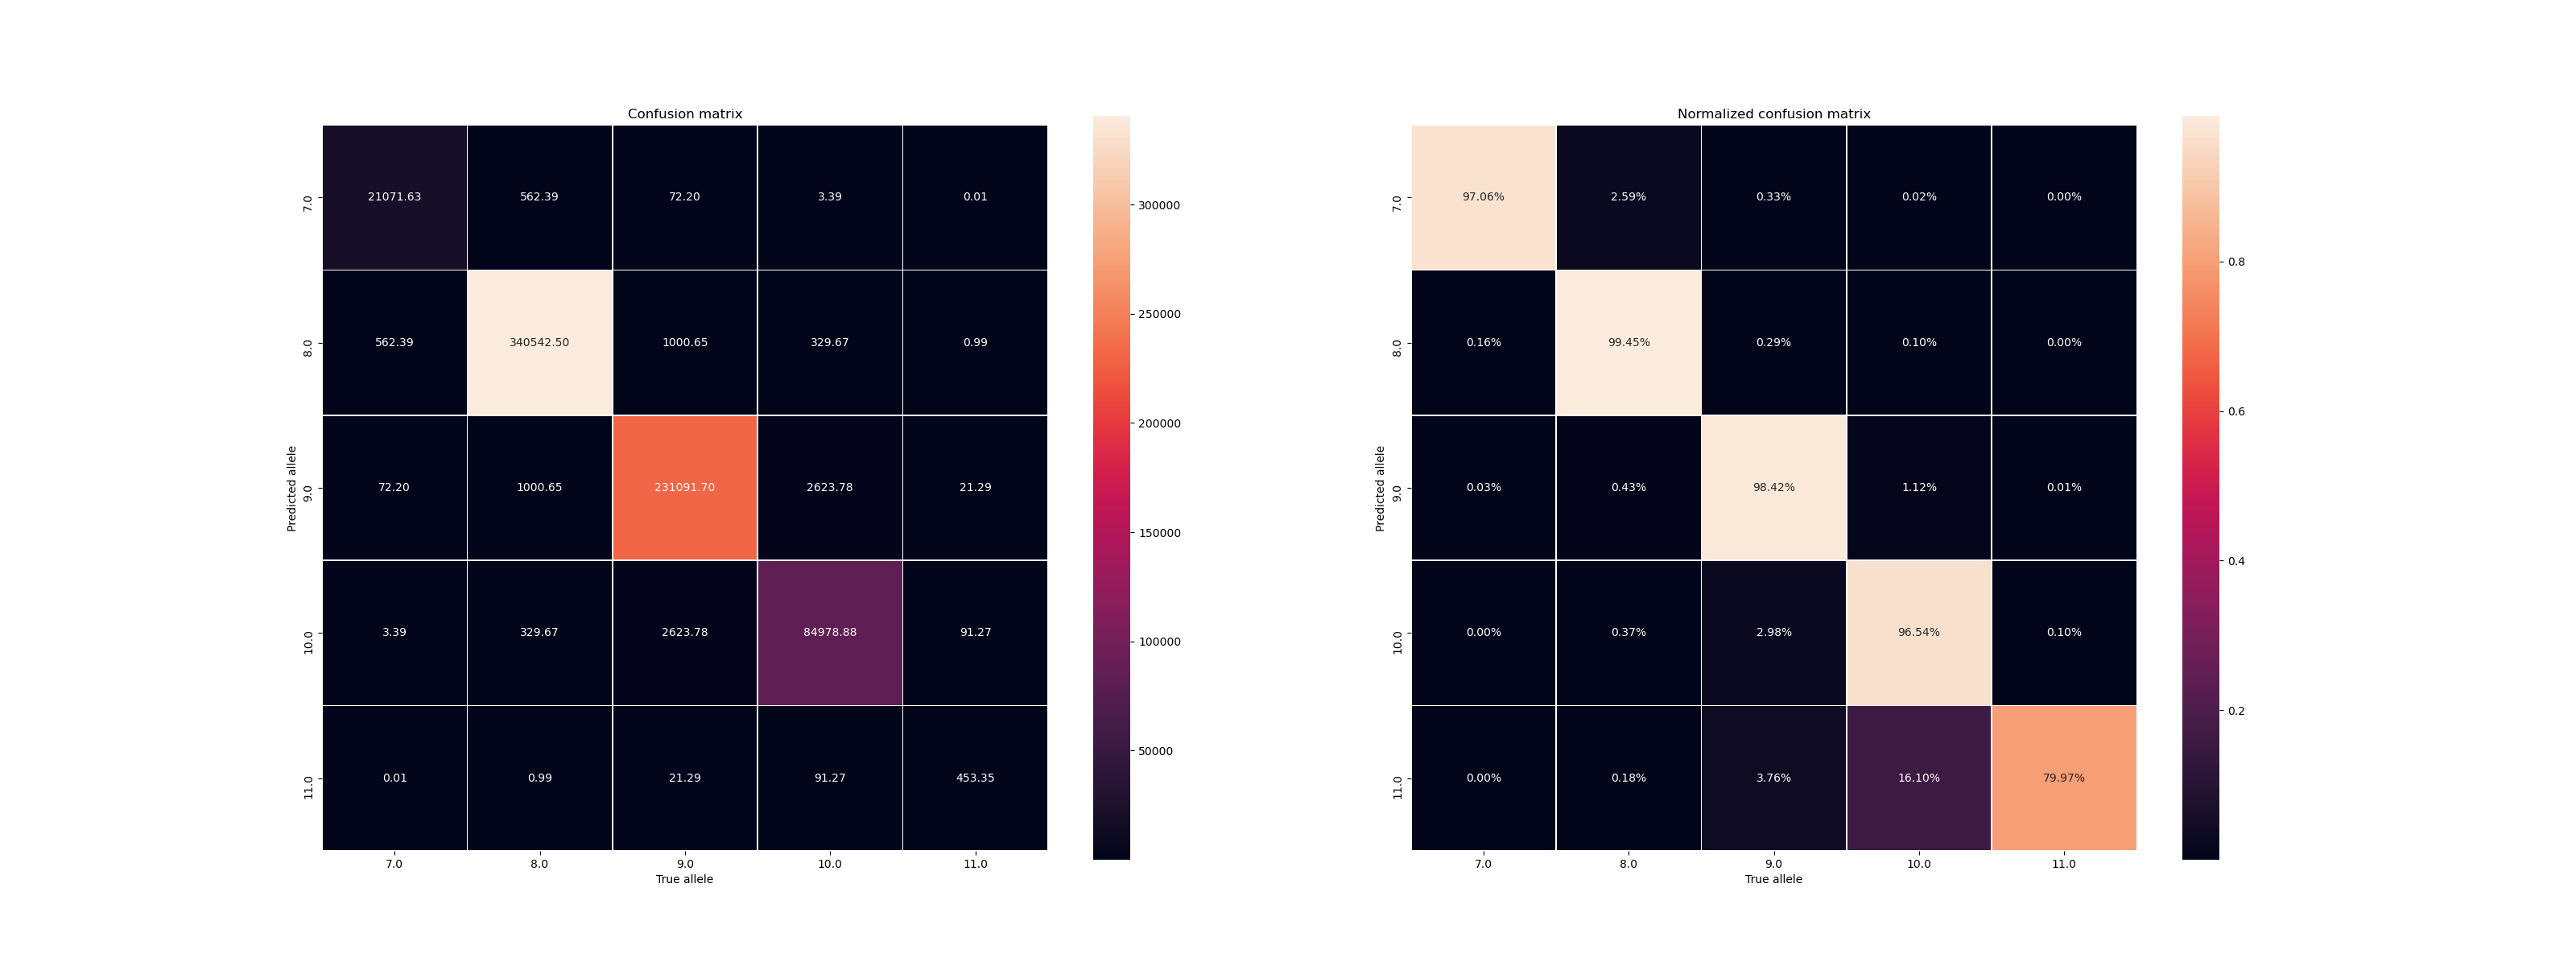 Confusion matrix
7.0 21071.63 562.39 72.20 3.39 0.01
8.0 562.39 340542.50 1000.65 329.67 0.99
9.0 72.20 1000.65 231091.70 2623.78 21.29
10.0 3.39 329.67 2623.78 84978.88 91.27
11.0 0.01 0.99 21.29 91.27 453.35
Predicted allele
7.0 8.0 9.0 10.0 11.0
True allele
300000
250000
200000
150000
100000
50000
Normalized confusion matrix
7.0 97.06% 2.59% 0.33% 0.02% 0.00%
8.0 0.16% 99.45% 0.29% 0.10% 0.00%
9.0 0.03% 0.43% 98.42% 1.12% 0.01%
10.0 0.00% 0.37% 2.98% 96.54% 0.10%
11.0 0.00% 0.18% 3.76% 16.10% 79.97%
Predicted allele
7.0 8.0 9.0 10.0 11.0
True allele
0.8
0.6
0.4
0.2